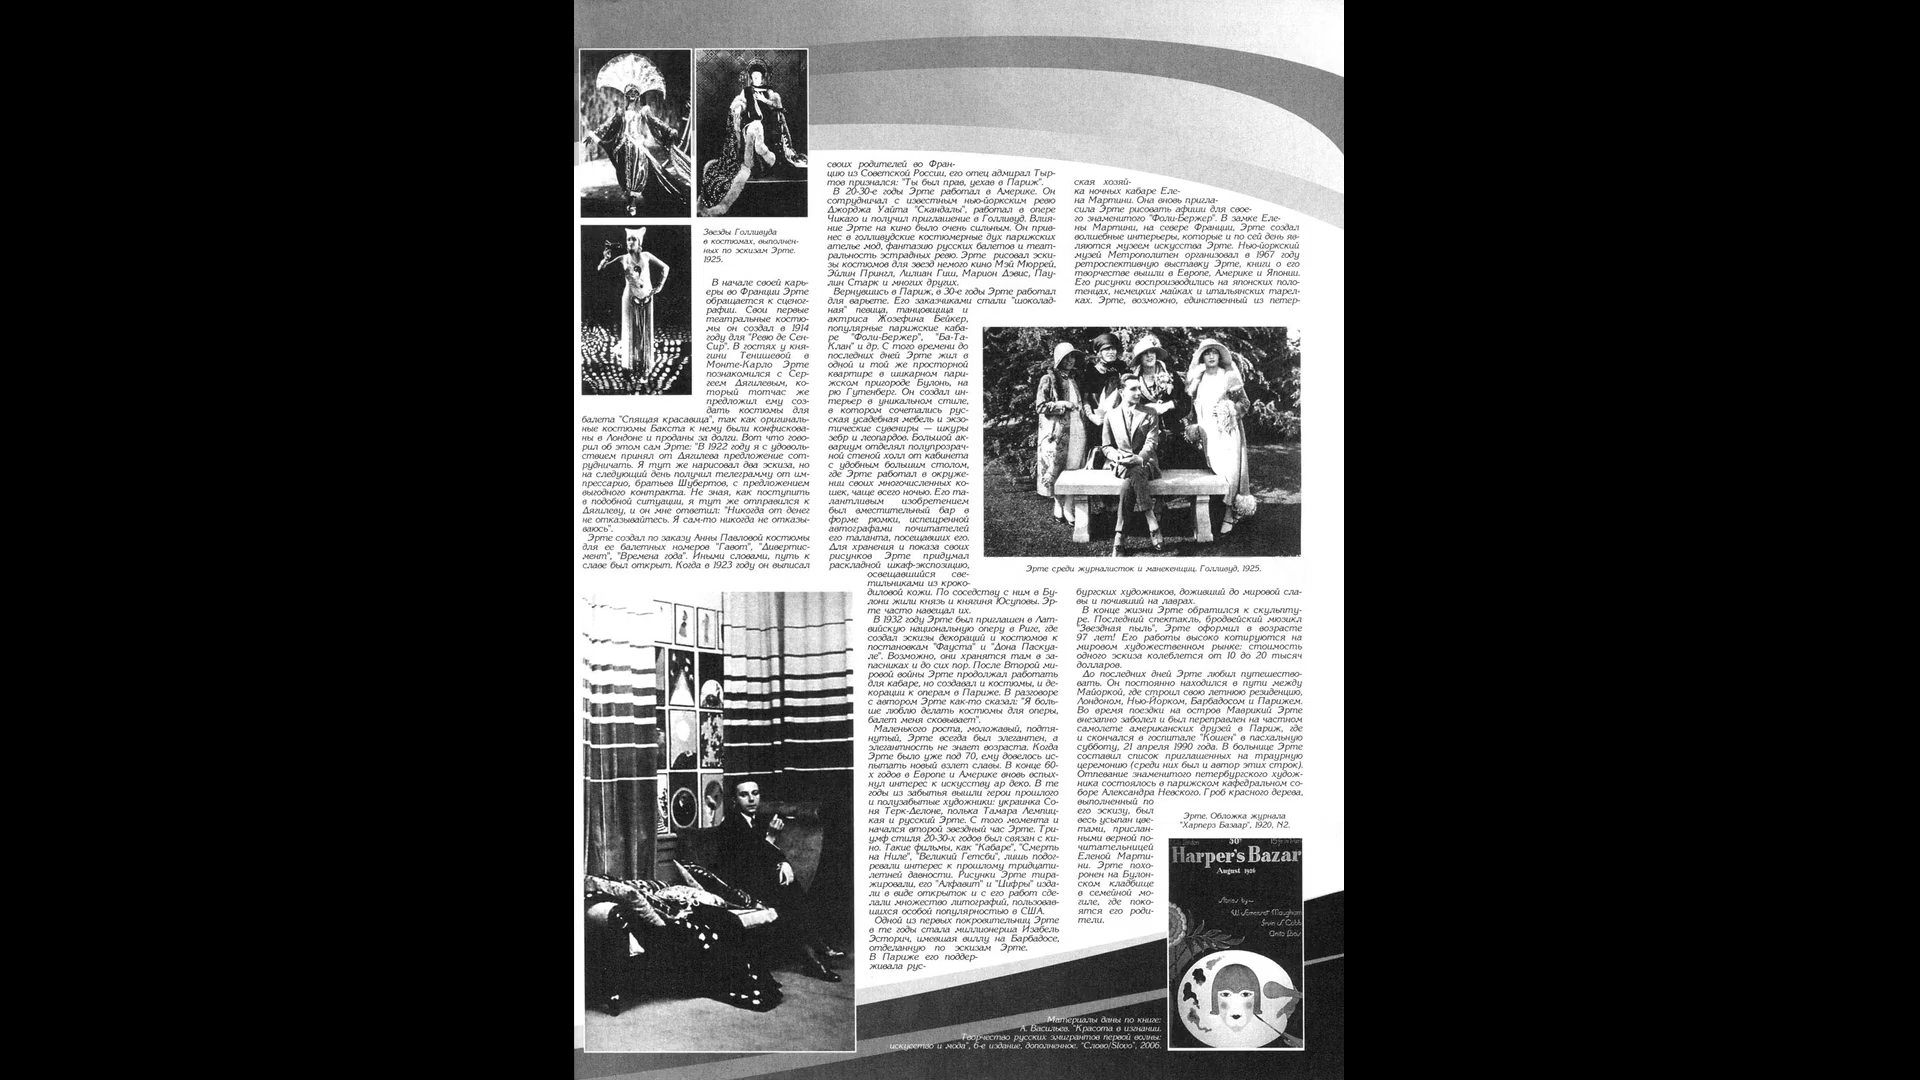 Звезды Голливуда
в костюмах, выполнен-
ных по эскизам Эрте.
1925.
В начале своей карь-
еры во Франции Эрте
обращается к сценог-
рафии. Свои первые
театральные костю-
мы он создал в 1914
году для "Ревю де Сен-
Сир". В гостях у кня-
гини Тенишевой в
Монте-Карло Эрте
познакомился с Сер-
геем Дягилевым, ко-
торый тотчас же
предложил ему соз-
дать костюмы для
балета "Спящая красавица", так как оригиналь-
ные костюмы Бакста к нему были конфискова-
ны в Лондоне и проданы за долги. Вот что гово-
рил об этом сам Эрте: "В 1922 году я с удоволь-
ствием принял от Дягилева предложение сот-
рудничать. Я тут же нарисовал два эскиза, но
на следующий день получил телеграмму от им-
прессарио, братьев Шубертов, с предложением
выгодного контракта. Не зная, как поступить
в подобной ситуации, я тут же отправился к
Дягилеву, и он мне ответил: "Никогда от денег
не отказывайтесь. Я сам-то никогда не отказы-
ваюсь".
Эрте создал по заказу Анны Павловой костюмы
для ее балетных номеров "Гавот", "Дивертис-
мент", "Времена года". Иными словами, путь к
славе был открыт. Когда в 1923 году он выписал
своих родителей во Фран-
цию из Советской России, его отец адмирал Тыр-
тов признался: "Ты был прав, уехав в Париж".
В 20-30-е годы Эрте работал в Америке. Он
сотрудничал с известным нью-йоркским ревю
Джорджа Уайта "Скандалы", работал в опере
Чикаго и получил приглашение в Голливуд. Влия-
ние Эрте на кино было очень сильным. Он прив-
нес в голливудские костюмерные дух парижских
ателье мод, фантазию русских балетов и теат-
ральность эстрадных ревю. Эрте рисовал эски-
зы костюмов для звезд немого кино Мэй Мюррей,
Эйлин Прингл, Лилиан Гиш, Марион Дэвис, Пау-
лин Старк и многих других.
Вернувшись в Париж, в 30-е годы Эрте работал
для варьете. Его заказчиками стали "шоколад-
ная" певица, танцовщица и
актриса Жозефина Бейкер,
популярные парижские каба-
ре "Фоли-Бержер", "Ба-Та-
Клан" и др. С того времени до
последних дней Эрте жил в
одной и той же просторной
квартире в шикарном пари-
жском пригороде Булонь, на
рю Гутенберг. Он создал ин-
терьер в уникальном стиле,
в котором сочетались рус-
ская усадебная мебель и экзо-
тические сувениры — шкуры
зебр и леопардов. Большой ак-
вариум отделял полупрозрач-
ной стеной холл от кабинета
с удобным большим столом,
где Эрте работал в окруже-
нии своих многочисленных ко-
шек, чаще всего ночью. Его та-
лантливым изобретением
был вместительный бар в
форме рюмки, испещренной
автографами почитателей
его таланта, посещавших его.
Для хранения и показа своих
рисунков Эрте придумал
раскладной шкаф-экспозицию,
освещавшийся све-
тильниками из кроко-
диловой кожи. По соседству с ним в Бу-
лони жили князь и княгиня Юсуповы. Эр-
те часто навещал их.
В 1932 году Эрте был приглашен в Лат-
вийскую национальную оперу в Риге, где
создал эскизы декораций и костюмов к
постановкам "Фауста" и "Дона Паскуа-
ле". Возможно, они хранятся там в за-
пасниках и до сих пор. После Второй ми-
ровой войны Эрте продолжал работать
для кабаре, но создавал и костюмы, и де-
корации к операм в Париже. В разговоре
с автором Эрте как-то сказал: "Я боль-
ше люблю делать костюмы для оперы,
балет меня сковывает".
Маленького роста, моложавый, подтя-
нутый, Эрте всегда был элегантен, а
элегантность не знает возраста. Когда
Эрте было уже под 70, ему довелось ис-
пытать новый взлет славы. В конце 60-
х годов в Европе и Америке вновь вспых-
нул интерес к искусству ар деко. В те
годы из забытья вышли герои прошлого
и полузабытые художники: украинка Со-
ня Терк-Делоне, полька Тамара Лемпиц-
кая и русский Эрте. С того момента и
начался второй звездный час Эрте. Три-
умф стиля 20-30-х годов был связан с ки-
но. Такие фильмы, как "Кабаре", "Смерть
на Ниле", "Великий Гетсби", лишь подог-
ревали интерес к прошлому тридцати-
летней давности. Рисунки Эрте тира-
жировали, его "Алфавит" и "Цифры" изда-
ли в виде открыток и с его работ сде-
лали множество литографий, пользовав-
шихся особой популярностью в США.
Одной из первых покровительниц Эрте
в те годы стала миллионерша Изабель
Эсторич, имевшая виллу на Барбадосе,
отделанную по эскизам Эрте.
В Париже его поддер-
живала рус-
ская хозяй-
ка ночных кабаре Еле-
на Мартини. Она вновь пригла-
сила Эрте рисовать афиши для свое-
го знаменитого "Фоли-Бержер". В замке Еле-
ны Мартини, на севере Франции, Эрте создал
волшебные интерьеры, которые и по сей день яв-
ляются музеем искусства Эрте. Нью-йоркский
музей Метрополитен организовал в 1967 году
ретроспективную выставку Эрте, книги о его
творчестве вышли в Европе, Америке и Японии.
Его рисунки воспроизводились на японских поло-
тенцах, немецких майках и итальянских тарел-
ках. Эрте, возможно, единственный из петер-
Эрте среди журналисток и манекенщиц. Голливуд, 1925.
бургских художников, доживший до мировой сла-
вы и почивший на лаврах.
В конце жизни Эрте обратился к скульпту-
ре. Последний спектакль, бродвейский мюзикл
"Звездная пыль", Эрте оформил в возрасте
97 лет! Его работы высоко котируются на
мировом художественном рынке: стоимость
одного эскиза колеблется от 10 до 20 тысяч
долларов.
До последних дней Эрте любил путешество-
вать. Он постоянно находился в пути между
Майоркой, где строил свою летнюю резиденцию,
Лондоном, Нью-Йорком, Барбадосом и Парижем.
Во время поездки на остров Маврикий Эрте
внезапно заболел и был переправлен на частном
самолете американских друзей в Париж, где
и скончался в госпитале "Кошен" в пасхальную
субботу, 21 апреля 1990 года. В больнице Эрте
составил список приглашенных на траурную
церемонию (среди них был и автор этих строк).
Отпевание знаменитого петербургского худож-
ника состоялось в парижском кафедральном со-
боре Александра Невского. Гроб красного дерева,
выполненный по
его эскизу, был
весь усыпан цве-
тами, прислан-
ными верной по-
читательницей
Еленой Марти-
ни. Эрте похо-
ронен на Булон-
ском кладбище
в семейной мо-
гиле, где поко-
ятся его роди-
тели.
Эрте. Обложка журнала
"Харперз Базаар", 1920, N2.
50¢
Harper's Bazar
August 1926
Stories by—
W. Somerset Maugham
Irvin S. Cobb
Anita Loos
Материалы даны по книге:
А. Васильев. "Красота в изгнании.
Творчество русских эмигрантов первой волны:
искусство и мода", 6-е издание, дополненное. "Слово/Slovo", 2006.